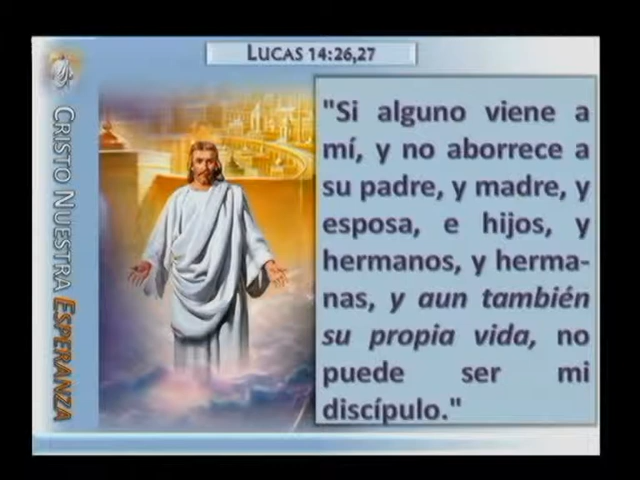 LUCAS 14:26,27
CRISTO NUESTRA ESPERANZA
"Si alguno viene a
mí, y no aborrece a
su padre, y madre, y
esposa, e hijos, y
hermanos, y herma-
nas, y aun también
su propia vida, no
puede ser mi
discípulo."